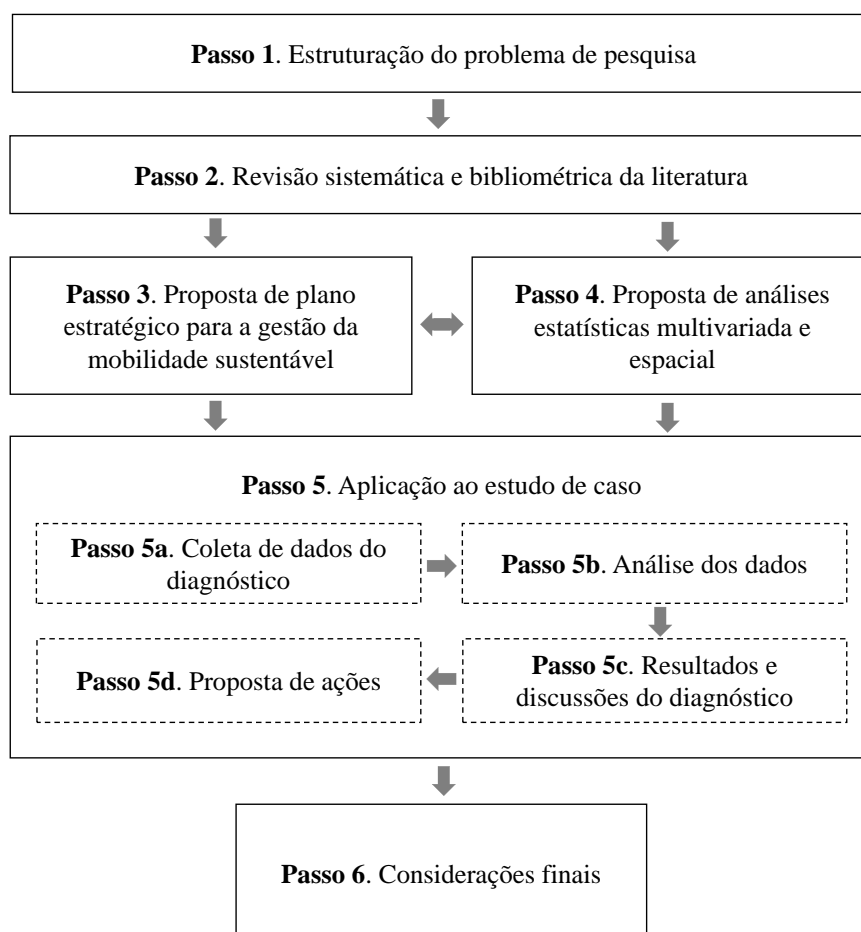 Passo 1. Estruturação do problema de pesquisa
Passo 2. Revisão sistemática e bibliométrica da literatura
Passo 3. Proposta de plano
estratégico para a gestão da
mobilidade sustentável
Passo 4. Proposta de análises
estatísticas multivariada e
espacial
Passo 5. Aplicação ao estudo de caso
Passo 5a. Coleta de dados do
diagnóstico
Passo 5b. Análise dos dados
Passo 5c. Resultados e
discussões do diagnóstico
Passo 5d. Proposta de ações
Passo 6. Considerações finais